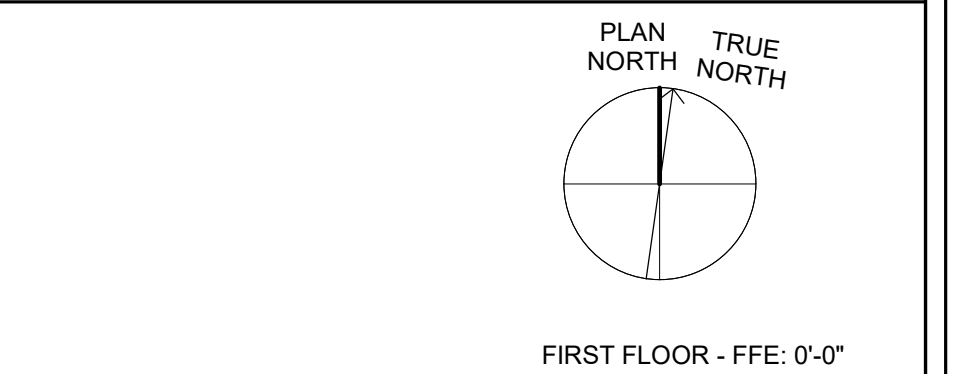 PLAN
NORTH
TRUE
NORTH
FIRST FLOOR - FFE: 0'-0"